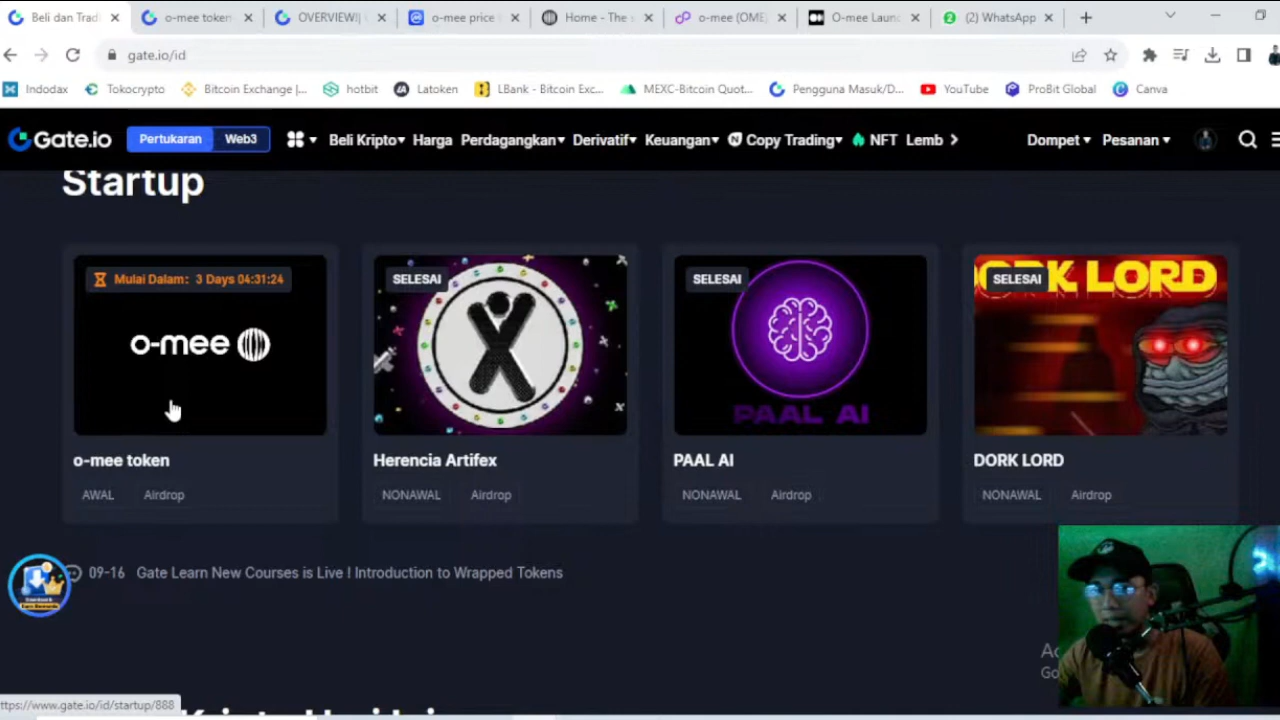 Beli dan Trad
o-mee token
OVERVIEW||
o-mee price
Home - The s
o-mee (OME
O-mee Laun
(2) WhatsApp
gate.io/id
Indodax
Tokocrypto
Bitcoin Exchange |...
hotbit
Latoken
LBank - Bitcoin Exc...
MEXC-Bitcoin Quot...
Pengguna Masuk/D...
YouTube
ProBit Global
Canva
Gate.io
Pertukaran
Web3
Beli Kripto
Harga
Perdagangan
Derivatif
Keuangan
Copy Trading
NFT
Lemb
Dompet
Pesanan
Startup
Mulai Dalam: 3 Days 04:31:24
o-mee
o-mee token
AWAL Airdrop
SELESAI
Herencia Artifex
NONAWAL Airdrop
SELESAI
PAAL AI
PAAL AI
NONAWAL Airdrop
SELESAI
DORK LORD
DORK LORD
NONAWAL Airdrop
09-16 Gate Learn New Courses is Live ! Introduction to Wrapped Tokens
ttps://www.gate.io/id/startup/888